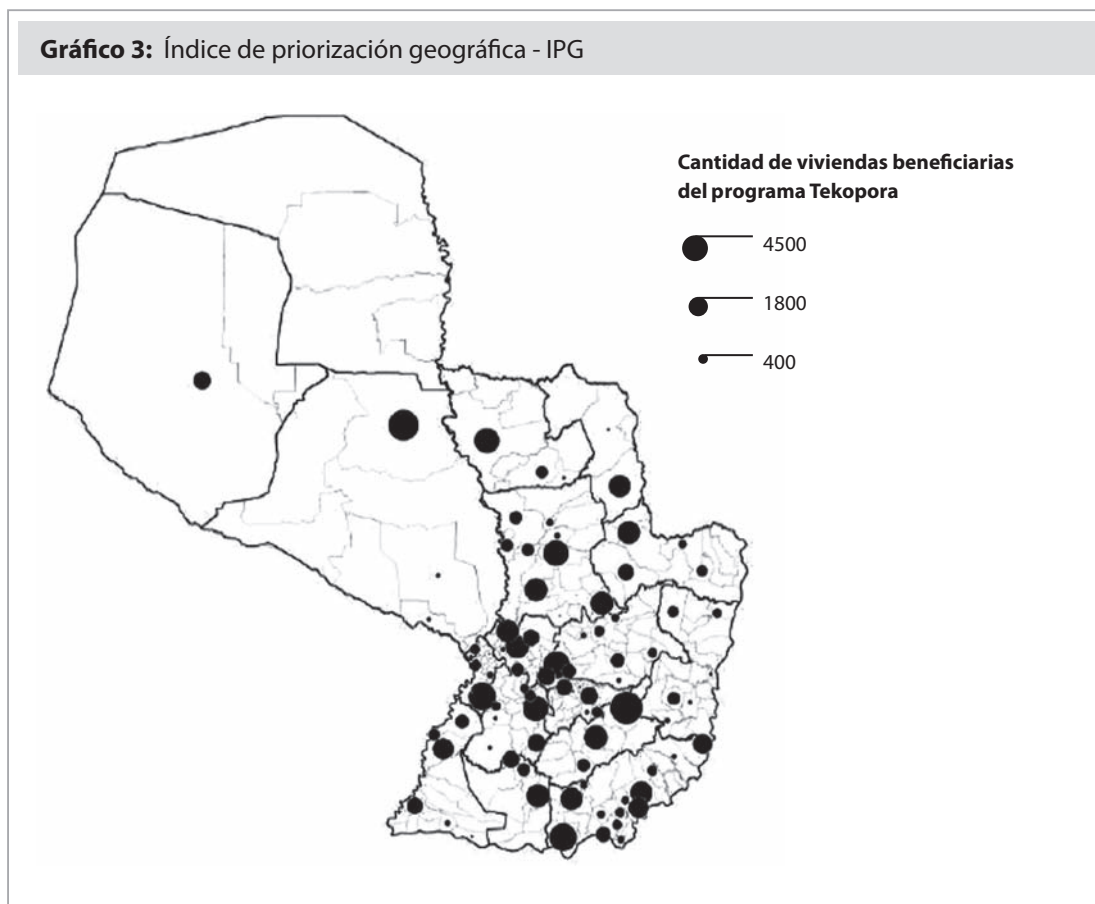 Gráfico 3: Índice de priorización geográfica - IPG
Cantidad de viviendas beneficiarias
del programa Tekopora
4500
1800
400